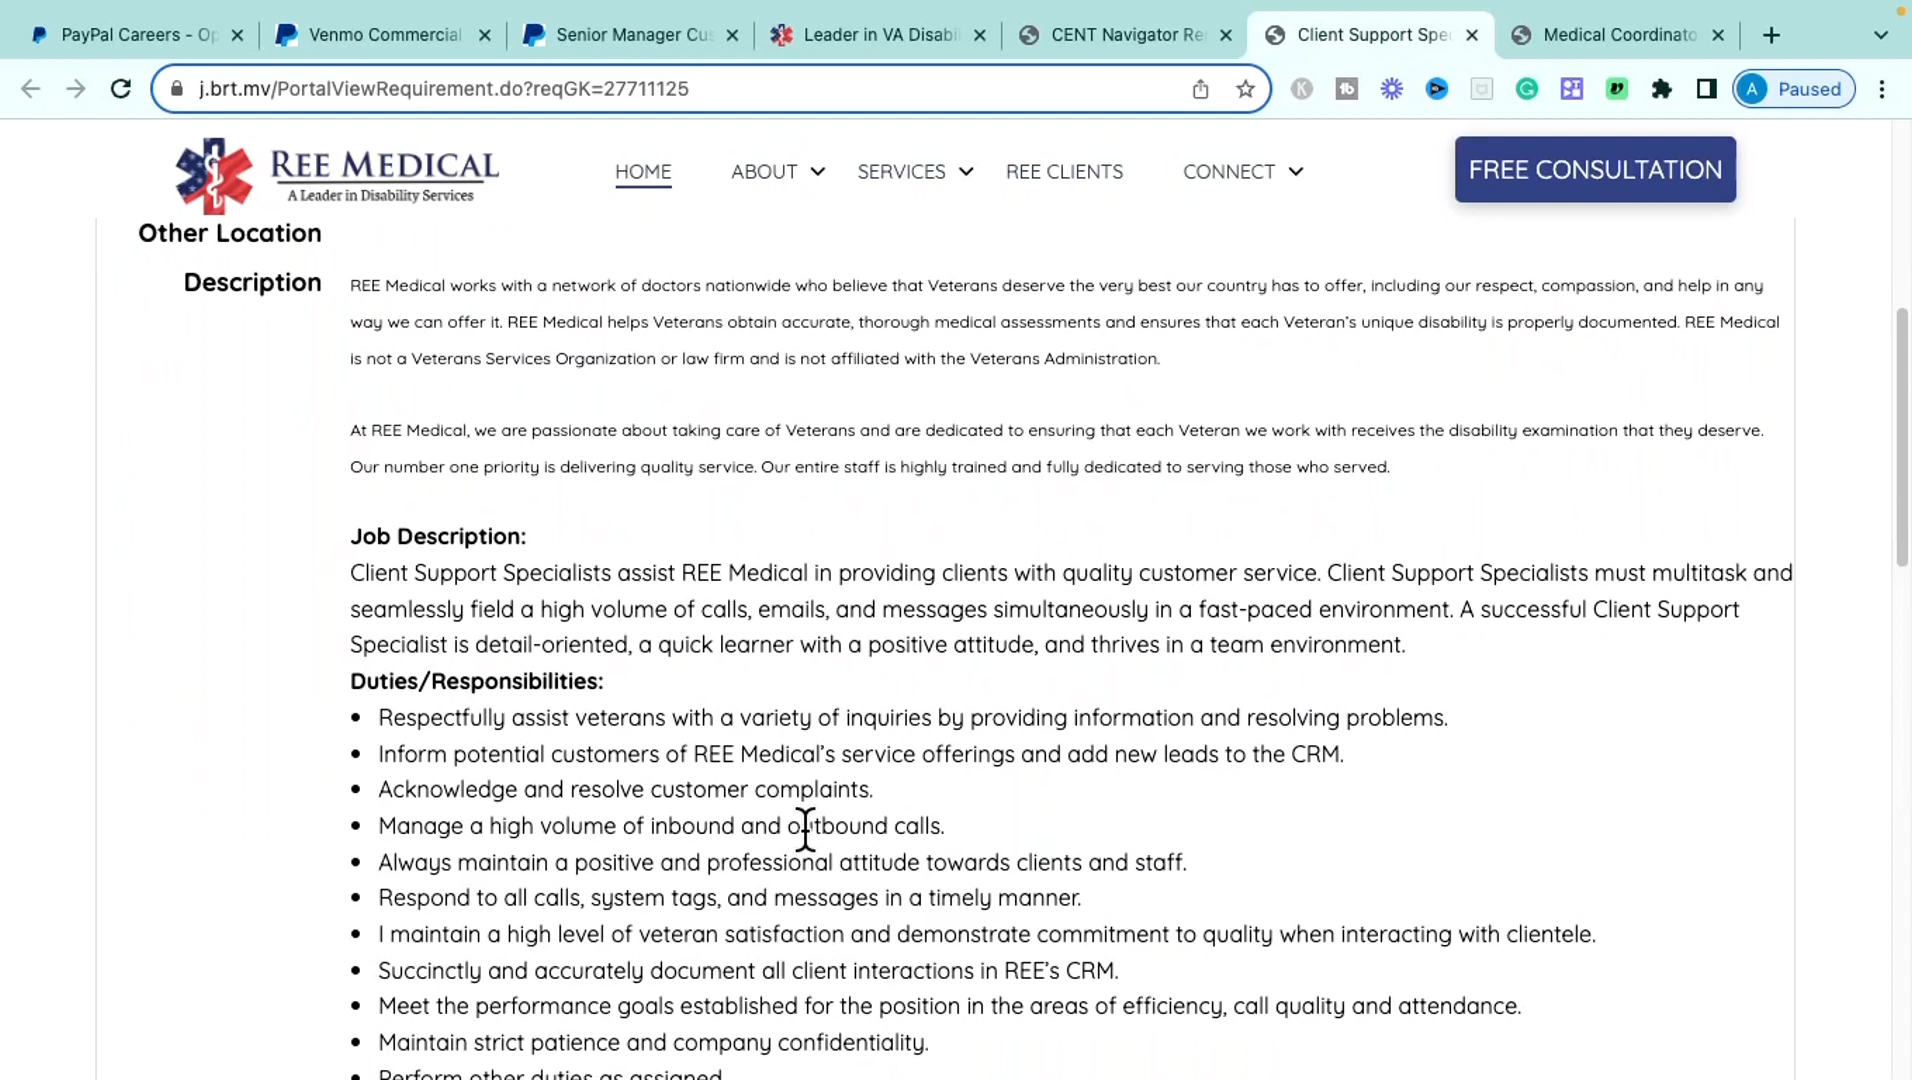 PayPal Careers - Op
Venmo Commercial
Senior Manager Cus
Leader in VA Disabil
CENT Navigator Re
Client Support Spec
Medical Coordinato
j.brt.mv/PortalViewRequirement.do?reqGK=27711125
A Paused
REE MEDICAL
A Leader in Disability Services
HOME
ABOUT
SERVICES
REE CLIENTS
CONNECT
FREE CONSULTATION
Other Location
Description
REE Medical works with a network of doctors nationwide who believe that Veterans deserve the very best our country has to offer, including our respect, compassion, and help in any
way we can offer it. REE Medical helps Veterans obtain accurate, thorough medical assessments and ensures that each Veteran's unique disability is properly documented. REE Medical
is not a Veterans Services Organization or law firm and is not affiliated with the Veterans Administration.
At REE Medical, we are passionate about taking care of Veterans and are dedicated to ensuring that each Veteran we work with receives the disability examination that they deserve.
Our number one priority is delivering quality service. Our entire staff is highly trained and fully dedicated to serving those who served.
Job Description:
Client Support Specialists assist REE Medical in providing clients with quality customer service. Client Support Specialists must multitask and
seamlessly field a high volume of calls, emails, and messages simultaneously in a fast-paced environment. A successful Client Support
Specialist is detail-oriented, a quick learner with a positive attitude, and thrives in a team environment.
Duties/Responsibilities:
• Respectfully assist veterans with a variety of inquiries by providing information and resolving problems.
• Inform potential customers of REE Medical's service offerings and add new leads to the CRM.
• Acknowledge and resolve customer complaints.
• Manage a high volume of inbound and outbound calls.
• Always maintain a positive and professional attitude towards clients and staff.
• Respond to all calls, system tags, and messages in a timely manner.
• I maintain a high level of veteran satisfaction and demonstrate commitment to quality when interacting with clientele.
• Succinctly and accurately document all client interactions in REE's CRM.
• Meet the performance goals established for the position in the areas of efficiency, call quality and attendance.
• Maintain strict patience and company confidentiality.
• Perform other duties as assigned.